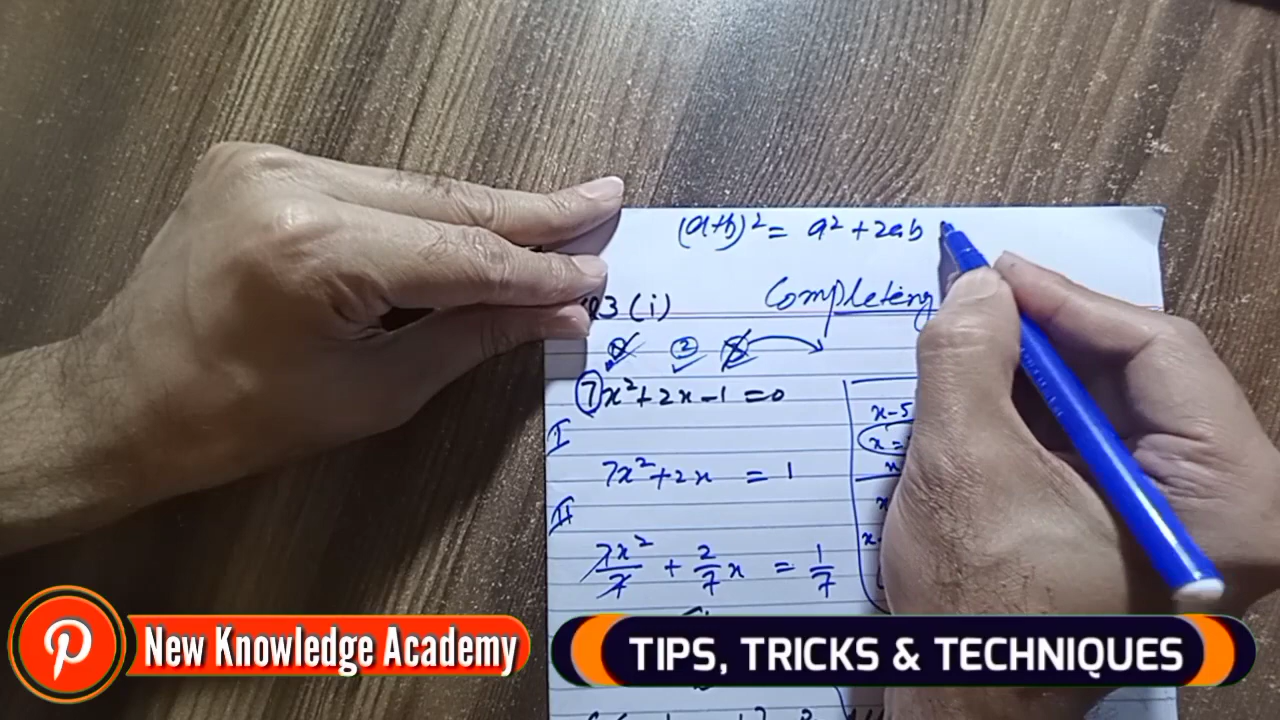 (a+b)² = a² + 2ab
Q3 (i) Completing
② 
7x² + 2x - 1 = 0
I
7x² + 2x = 1
II
7x²/7 + 2/7 x = 1/7
x-5
New Knowledge Academy
TIPS, TRICKS & TECHNIQUES